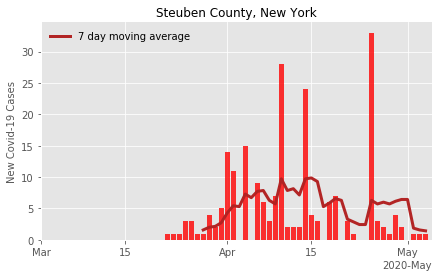 Steuben County, New York
7 day moving average
New Covid-19 Cases
30
25
20
15
10
5
0
Mar
15
Apr
15
May
2020-May